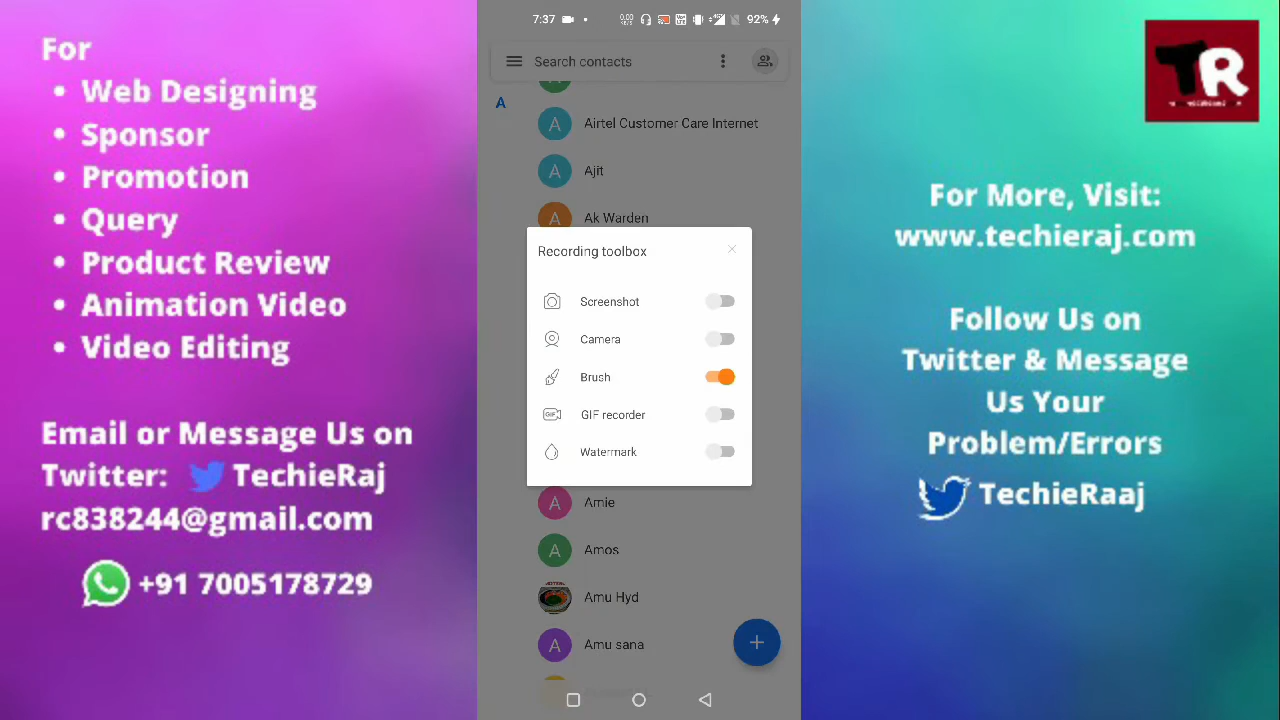 For
• Web Designing
• Sponsor
• Promotion
• Query
• Product Review
• Animation Video
• Video Editing
Email or Message Us on
Twitter: TechieRaj
rc838244@gmail.com
+91 7005178729
7:37
92%
Search contacts
A
A Airtel Customer Care Internet
A Ajit
A Ak Warden
Recording toolbox
Screenshot
Camera
Brush
GIF GIF recorder
Watermark
A Amie
A Amos
Amu Hyd
A Amu sana
TR
For More, Visit:
www.techieraj.com
Follow Us on
Twitter & Message
Us Your
Problem/Errors
TechieRaaj